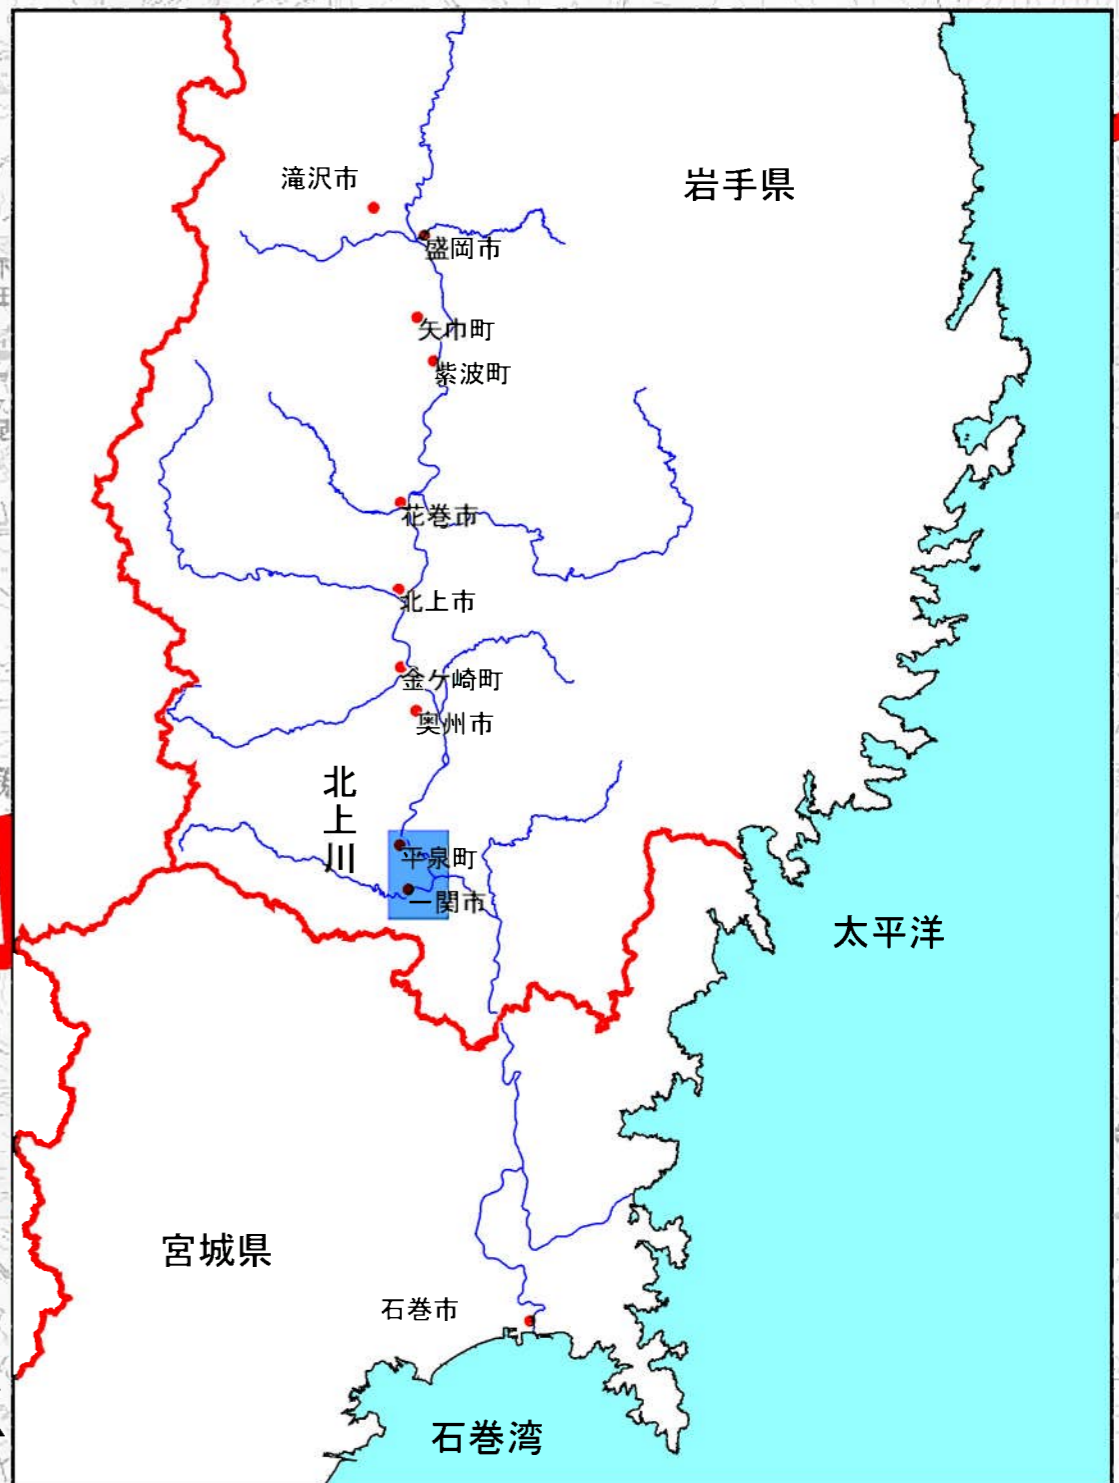 滝沢市
岩手県
盛岡市
矢巾町
紫波町
花巻市
北上市
金ケ崎町
奥州市
北上川
平泉町
一関市
太平洋
宮城県
石巻市
石巻湾